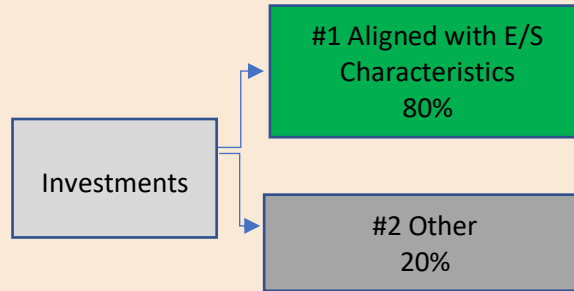 #1 Aligned with E/S
Characteristics
80%
Investments
#2 Other
20%